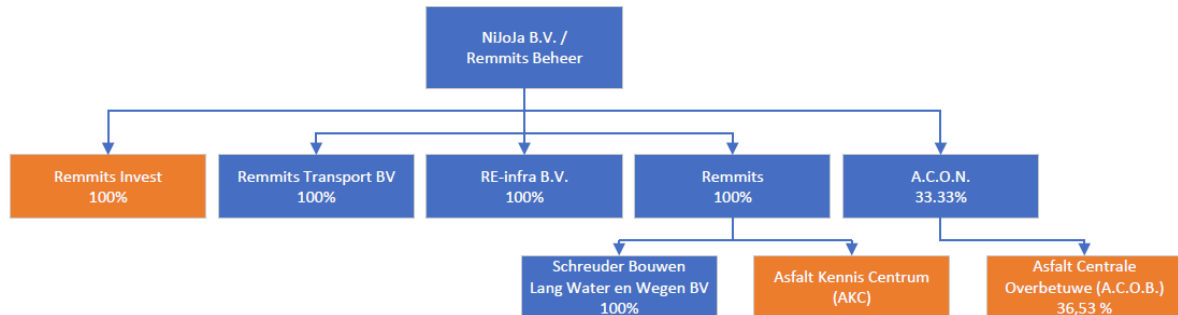 NiJoJa B.V. /
Remmits Beheer
Remmits Invest
100%
Remmits Transport BV
100%
RE-infra B.V.
100%
Remmits
100%
A.C.O.N.
33.33%
Schreuder Bouwen
Lang Water en Wegen BV
100%
Asfalt Kennis Centrum
(AKC)
Asfalt Centrale
Overbetuwe (A.C.O.B.)
36,53 %